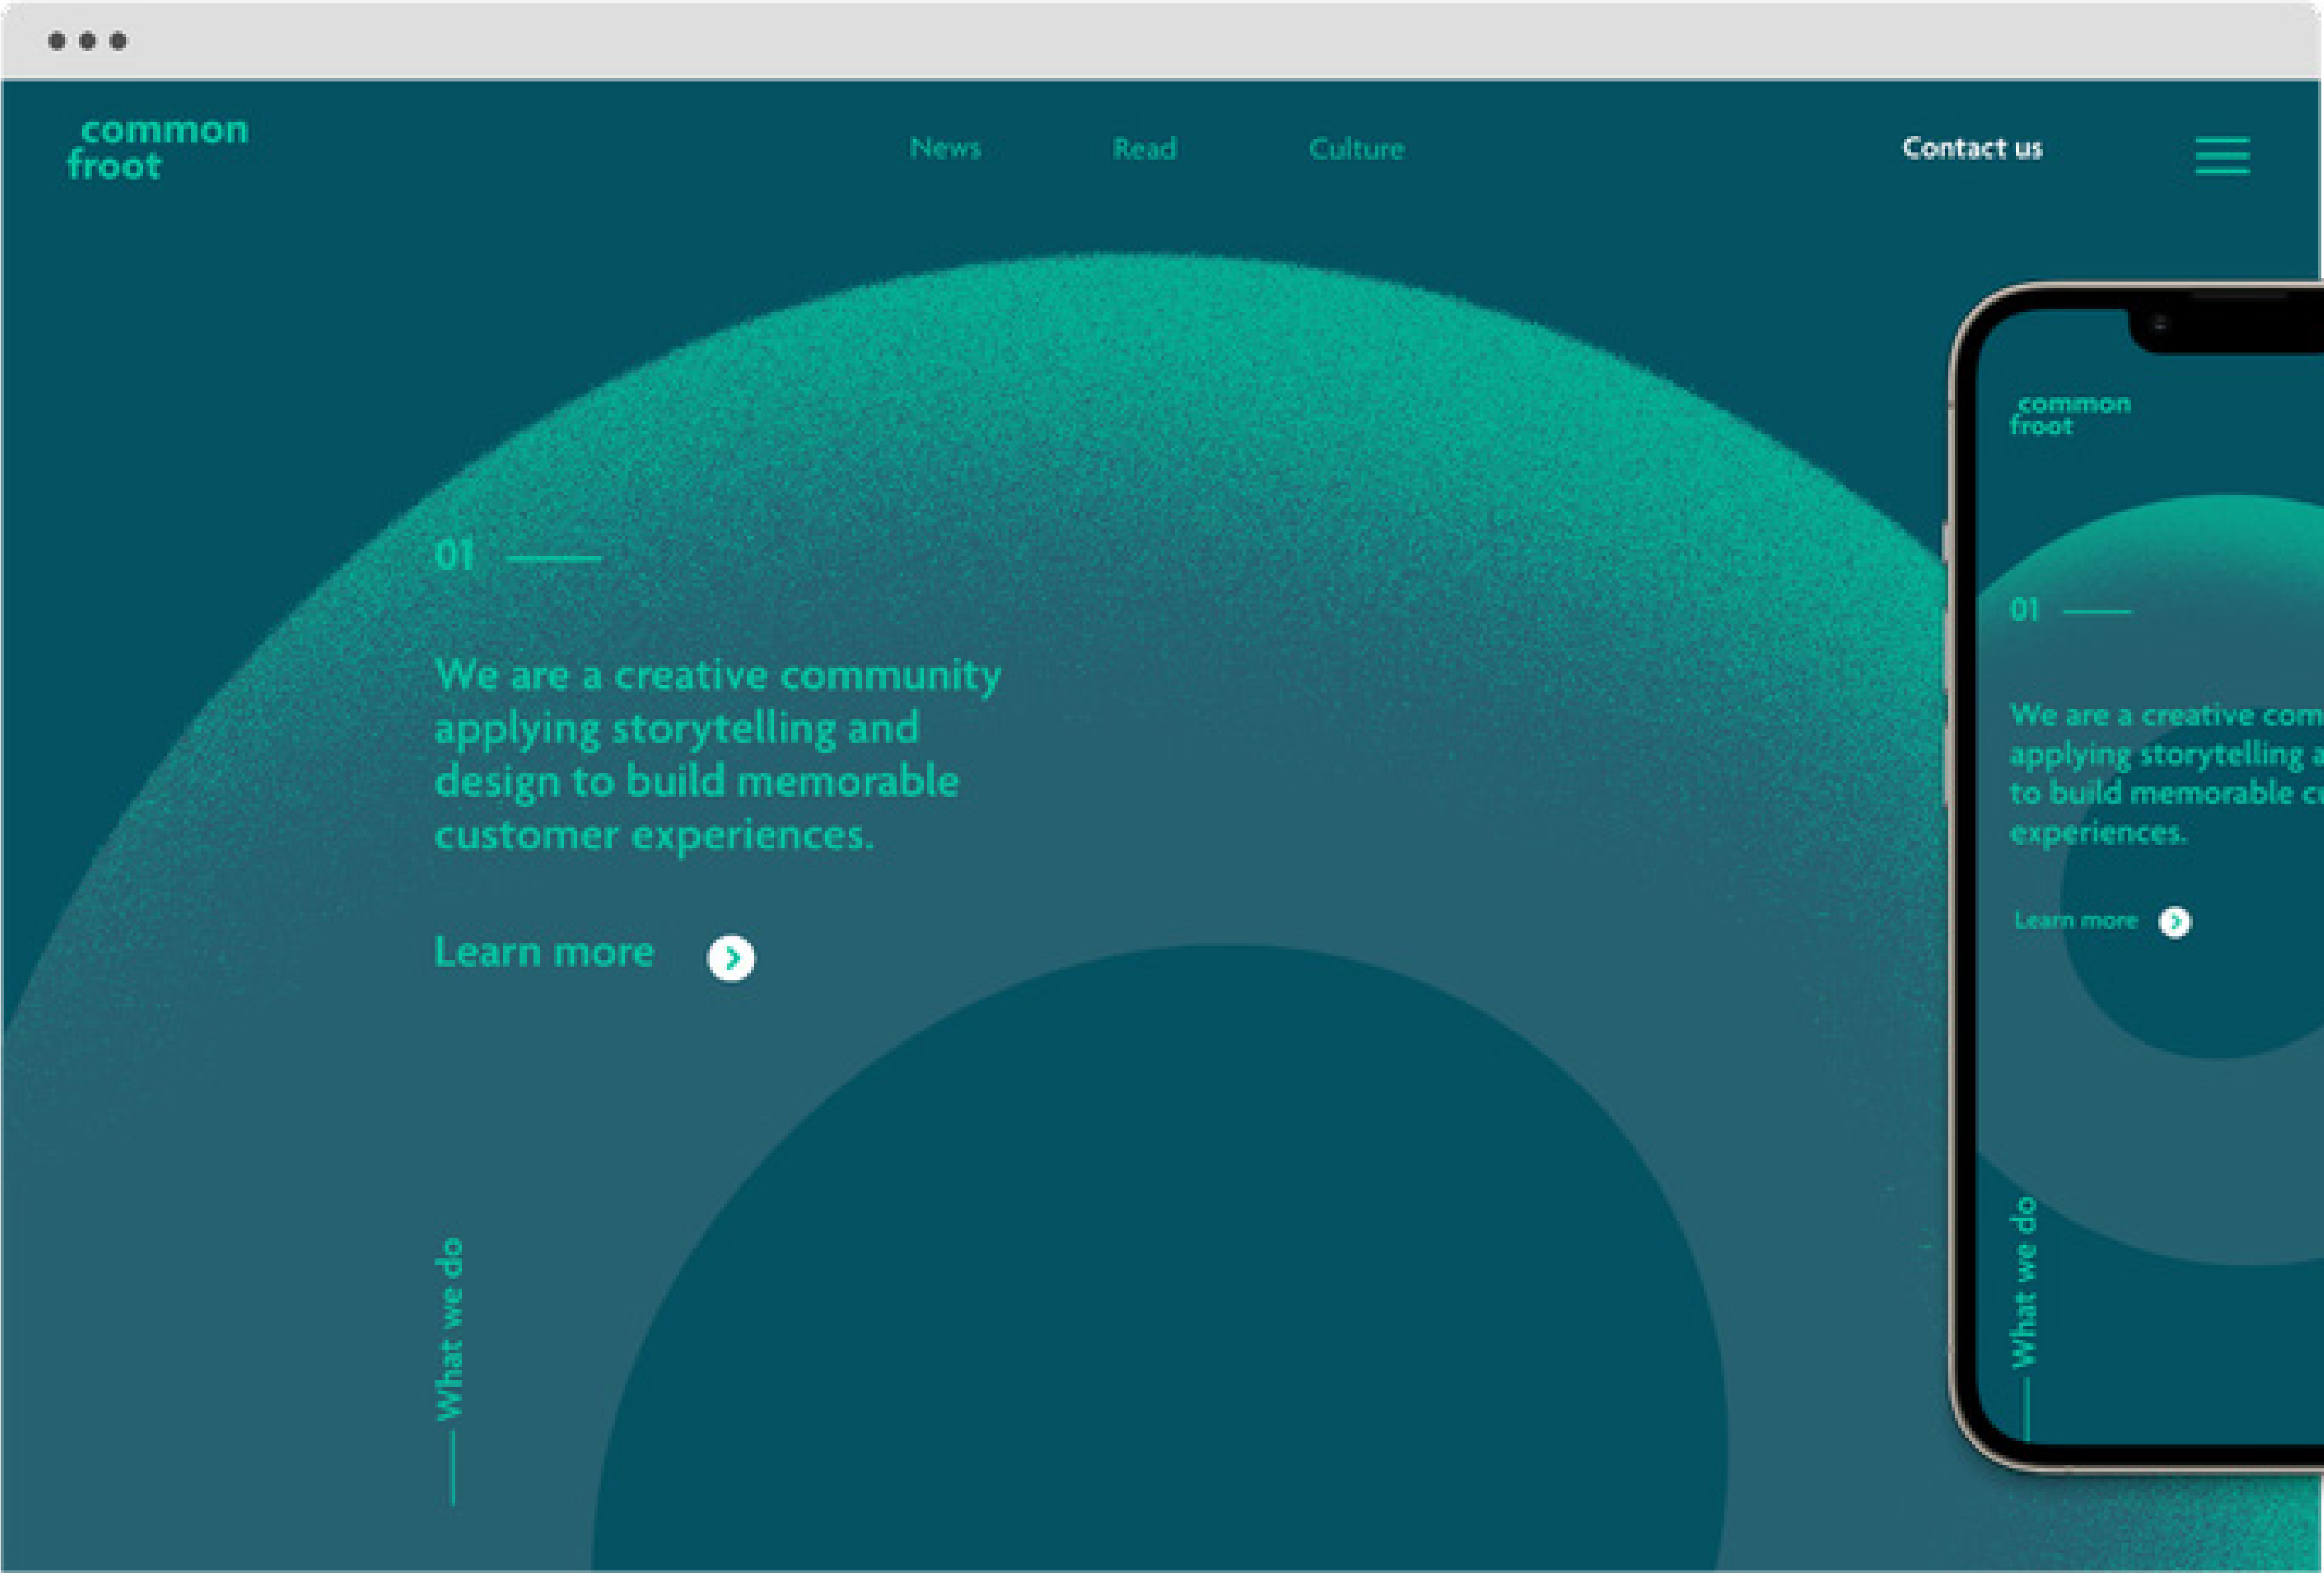 common
froot
News
Read
Culture
Contact us
01
We are a creative community
applying storytelling and
design to build memorable
customer experiences.
Learn more
What we do
common
froot
01
We are a creative com
applying storytelling a
to build memorable cu
experiences.
Learn more
What we do